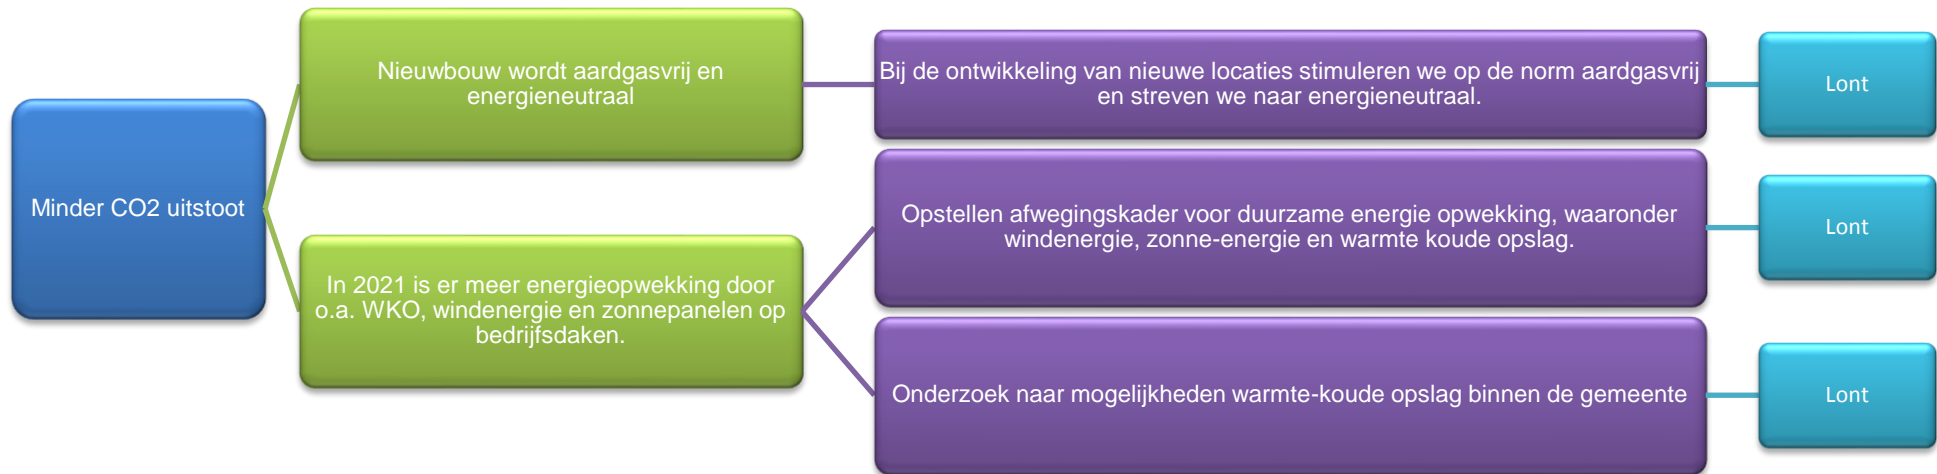 Minder CO2 uitstoot
Nieuwbouw wordt aardgasvrij en
energieneutraal
Bij de ontwikkeling van nieuwe locaties stimuleren we op de norm aardgasvrij
en streven we naar energieneutraal.
Lont
In 2021 is er meer energieopwekking door
o.a. WKO, windenergie en zonnepanelen op
bedrijfsdaken.
Opstellen afwegingskader voor duurzame energie opwekking, waaronder
windenergie, zonne-energie en warmte koude opslag.
Lont
Onderzoek naar mogelijkheden warmte-koude opslag binnen de gemeente
Lont